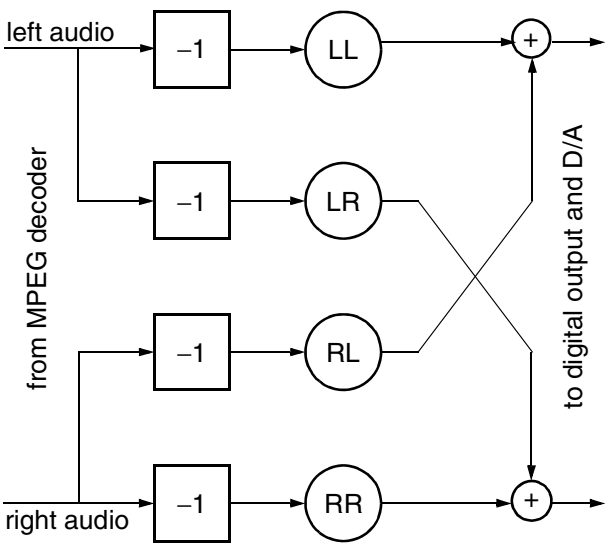 left audio
−1
LL
+
−1
LR
from MPEG decoder
to digital output and D/A
−1
RL
−1
RR
+
right audio